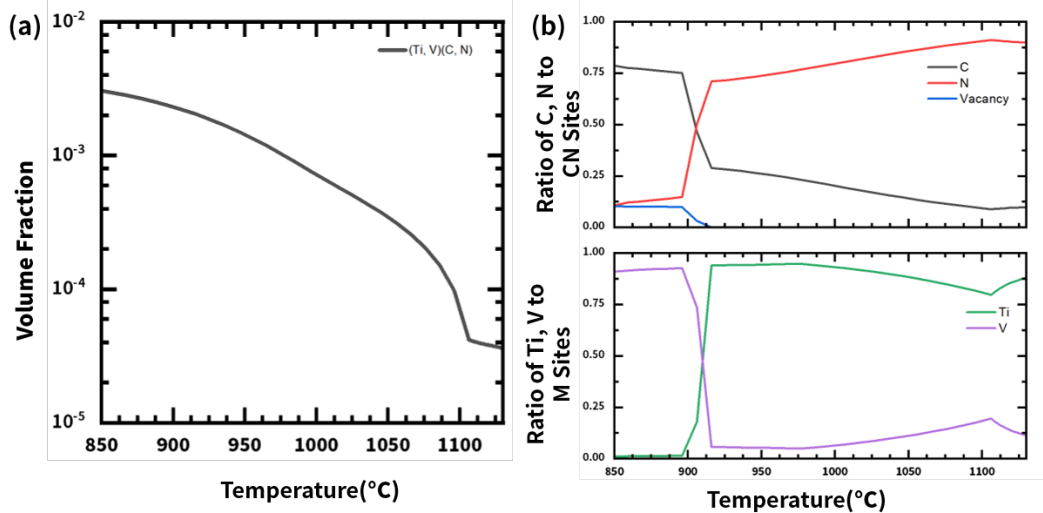 (a)
10⁻²
10⁻³
10⁻⁴
10⁻⁵
Volume Fraction
(Ti, V)(C, N)
850 900 950 1000 1050 1100
Temperature(°C)
(b)
Ratio of C, N to
CN Sites
1.00
0.75
0.50
0.25
0.00
C
N
Vacancy
Ratio of Ti, V to
M Sites
1.00
0.75
0.50
0.25
0.00
Ti
V
850 900 950 1000 1050 1100
Temperature(°C)